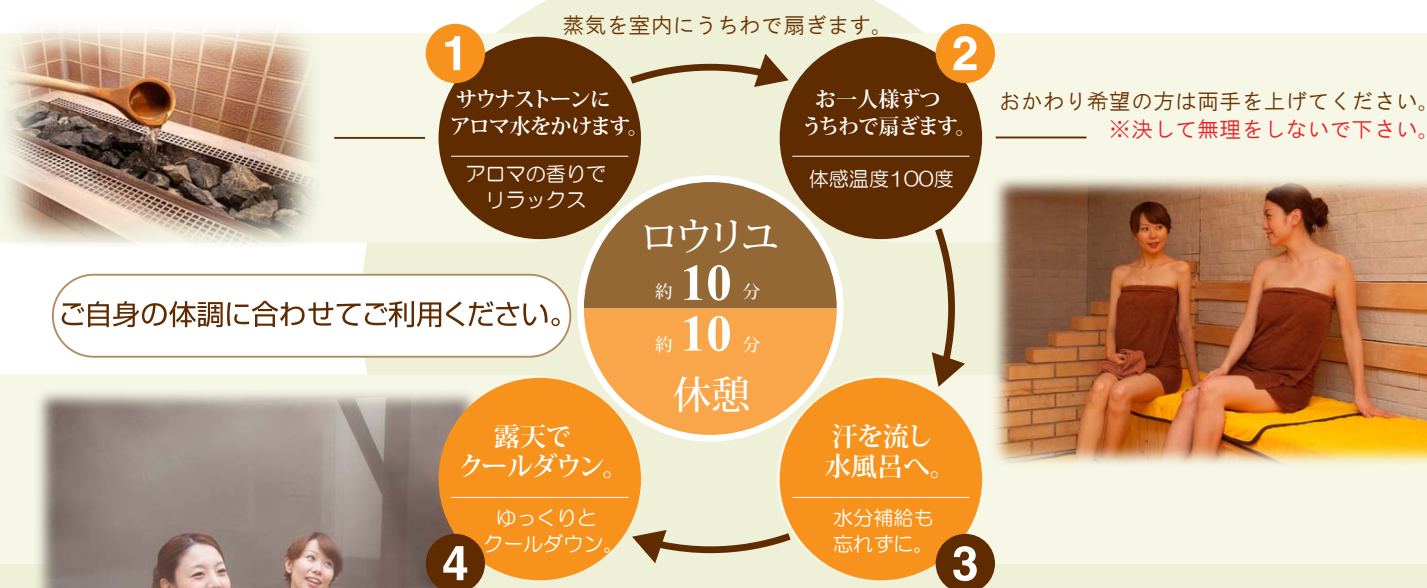 蒸気を室内にうちわで扇ぎます。
1
サウナストーンに
アロマ水をかけます。
アロマの香りで
リラックス
2
お一人様ずつ
うちわで扇ぎます。
体感温度100度
おかわり希望の方は両手を上げてください。
※決して無理をしないで下さい。
ロウリユ
約 10 分
約 10 分
休憩
ご自身の体調に合わせてご利用ください。
汗を流し
水風呂へ。
水分補給も
忘れずに。
3
露天で
クールダウン。
ゆっくりと
クールダウン。
4